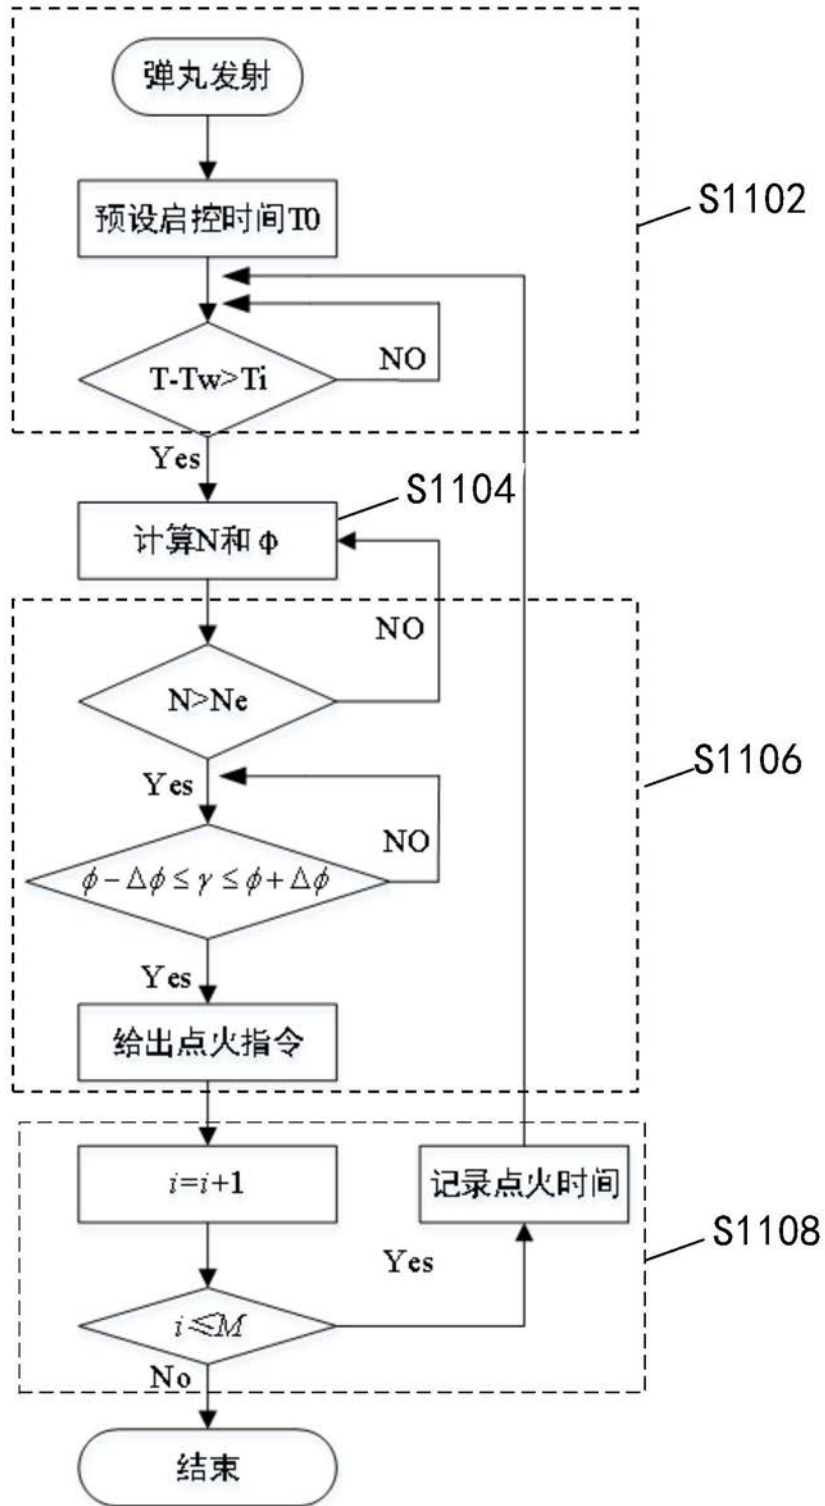 弹丸发射
预设启控时间T0
S1102
T-Tw>Ti
NO
Yes
S1104
计算N和 ϕ
NO
N>Ne
Yes
S1106
NO
ϕ-Δϕ≤γ≤ϕ+Δϕ
Yes
给出点火指令
i=i+1
记录点火时间
S1108
Yes
i≤M
No
结束